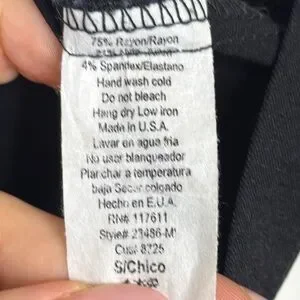 75% Rayon/Rayon
4% Spandex/Elastano
Hand wash cold
Do not bleach
Hang dry Low iron
Made in U.S.A.
Lavar en agua fria
No usar blanqueador
Planchar a temperatura
baja Secar colgado
Hecho en E.U.A.
RN# 117611
Style# 23486-M
Cust# 8725
S/Chico